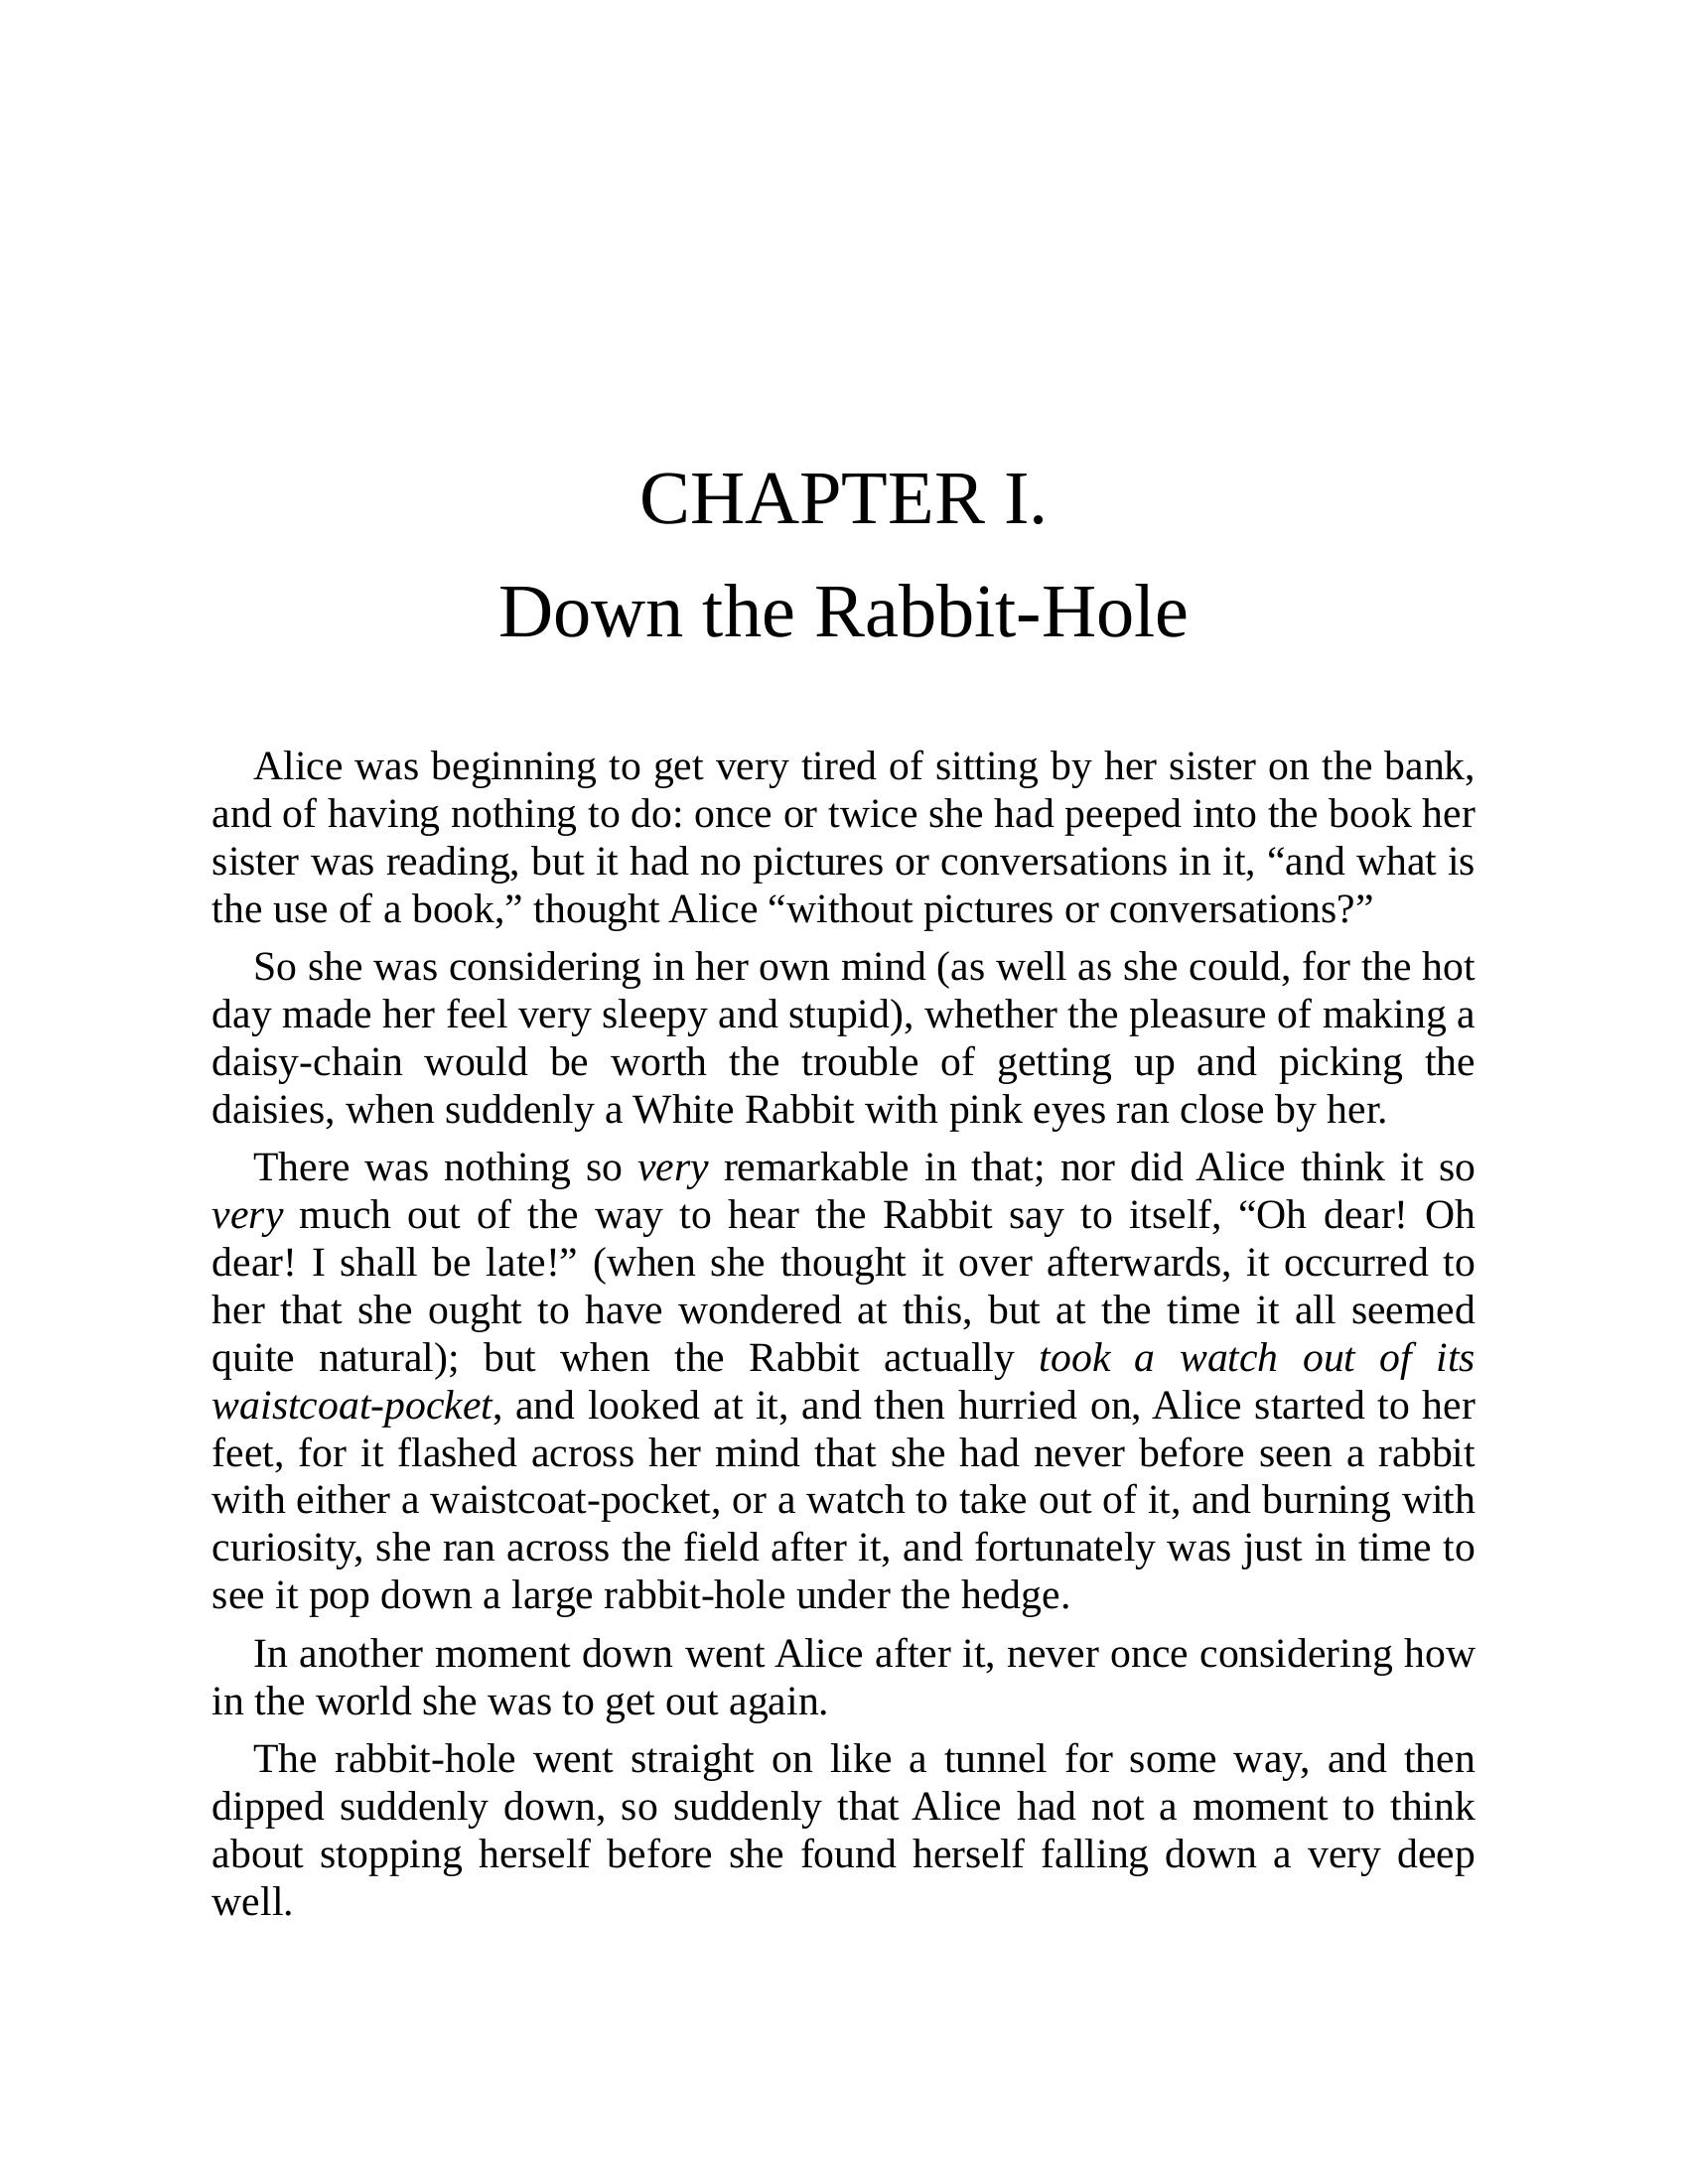 CHAPTER I.
Down the Rabbit-Hole
Alice was beginning to get very tired of sitting by her sister on the bank,
and of having nothing to do: once or twice she had peeped into the book her
sister was reading, but it had no pictures or conversations in it, “and what is
the use of a book,” thought Alice “without pictures or conversations?”
So she was considering in her own mind (as well as she could, for the hot
day made her feel very sleepy and stupid), whether the pleasure of making a
daisy-chain would be worth the trouble of getting up and picking the
daisies, when suddenly a White Rabbit with pink eyes ran close by her.
There was nothing so very remarkable in that; nor did Alice think it so
very much out of the way to hear the Rabbit say to itself, “Oh dear! Oh
dear! I shall be late!” (when she thought it over afterwards, it occurred to
her that she ought to have wondered at this, but at the time it all seemed
quite natural); but when the Rabbit actually took a watch out of its
waistcoat-pocket, and looked at it, and then hurried on, Alice started to her
feet, for it flashed across her mind that she had never before seen a rabbit
with either a waistcoat-pocket, or a watch to take out of it, and burning with
curiosity, she ran across the field after it, and fortunately was just in time to
see it pop down a large rabbit-hole under the hedge.
In another moment down went Alice after it, never once considering how
in the world she was to get out again.
The rabbit-hole went straight on like a tunnel for some way, and then
dipped suddenly down, so suddenly that Alice had not a moment to think
about stopping herself before she found herself falling down a very deep
well.